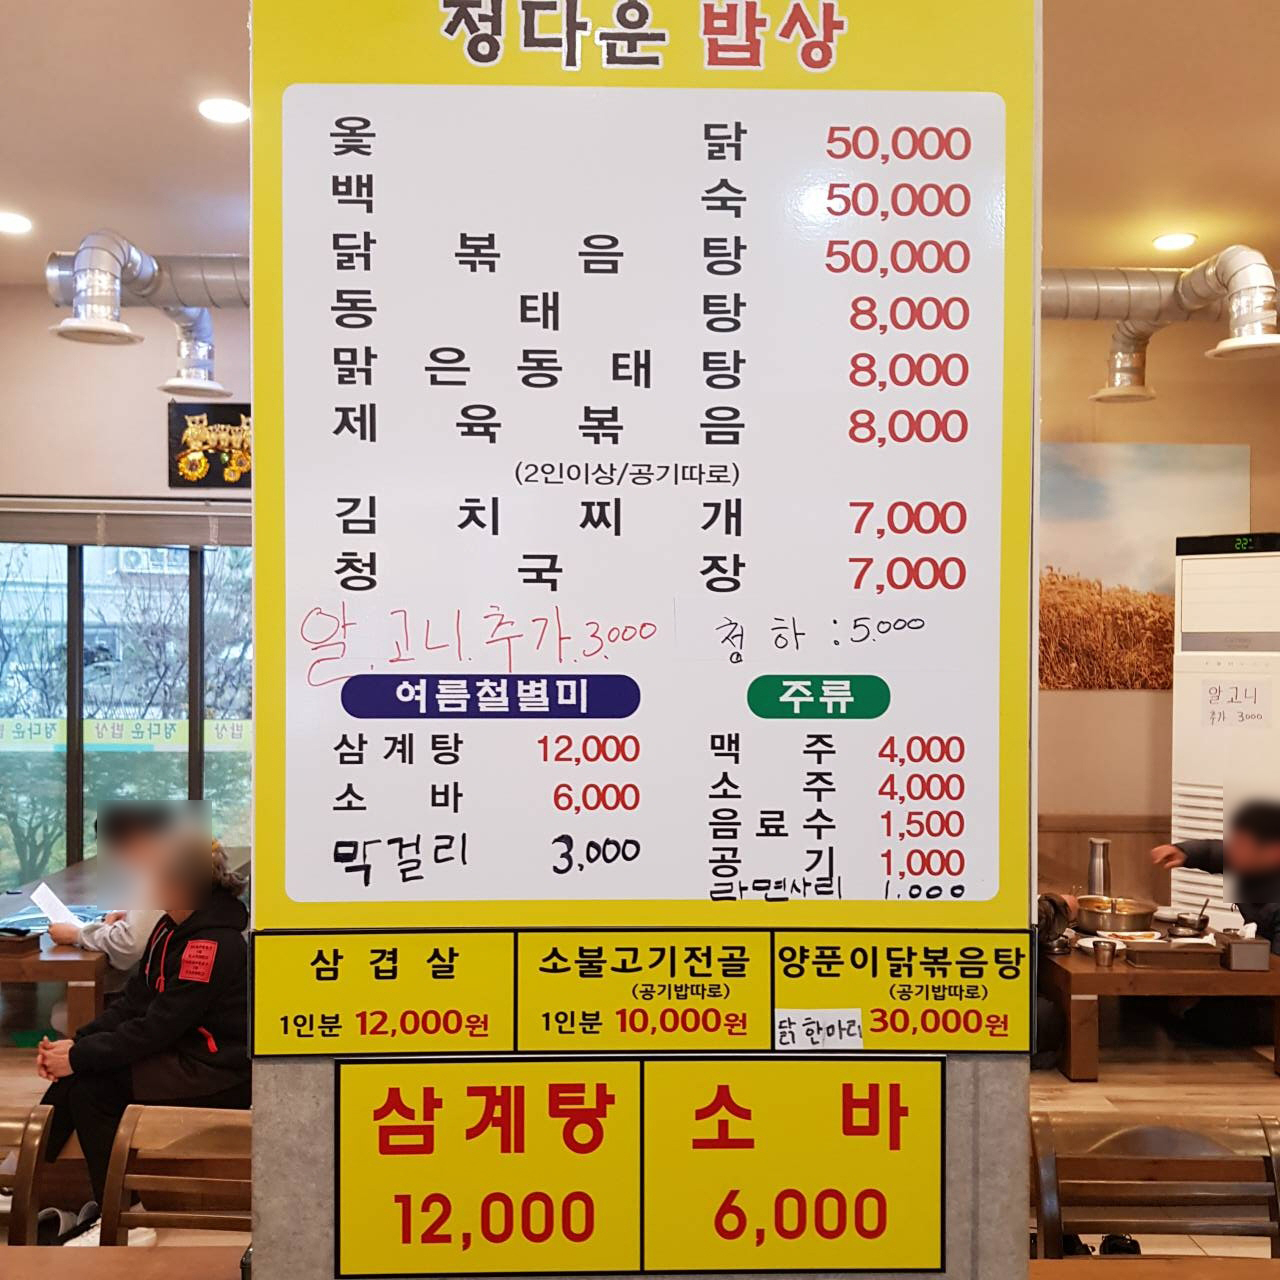 정다운 밥상
옻 닭 50,000
백 숙 50,000
닭 볶 음 탕 50,000
동 태 탕 8,000
맑 은 동 태 탕 8,000
제 육 볶 음 8,000
(2인이상/공기따로)
김 치 찌 개 7,000
청 국 장 7,000
알.고니.추가.3.000
청 하 : 5.000
여름철별미
삼 계 탕 12,000
소 바 6,000
막걸리 3,000
주류
맥 주 4,000
소 주 4,000
음 료 수 1,500
공 기 1,000
라면사리 1.000
삼 겹 살
1인분 12,000원
소불고기전골
(공기밥따로)
1인분 10,000원
양푼이닭볶음탕
(공기밥따로)
닭 한마리 30,000원
삼계탕
12,000
소 바
6,000
알고니
추가 3000
22